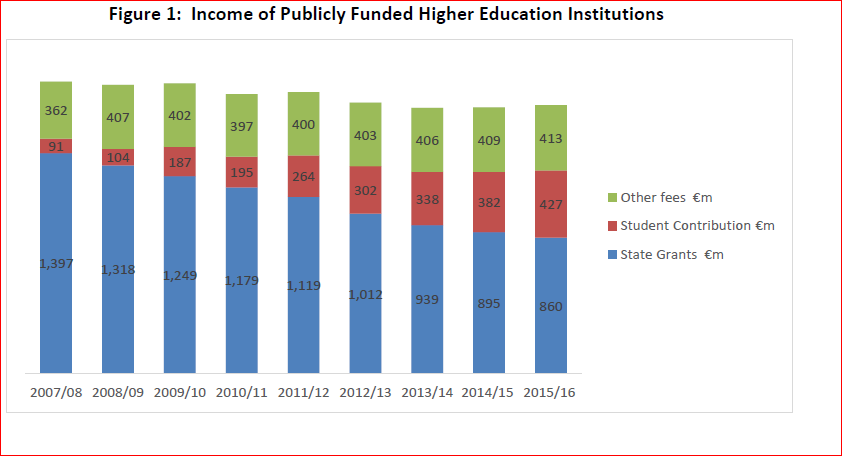 Figure 1:  Income of Publicly Funded Higher Education Institutions
362 407 402 397 400 403 406 409 413
91 104 187 195 264 302 338 382 427
1,397 1,318 1,249 1,179 1,119 1,012 939 895 860
2007/08 2008/09 2009/10 2010/11 2011/12 2012/13 2013/14 2014/15 2015/16
Other fees  €m
Student Contribution €m
State Grants  €m